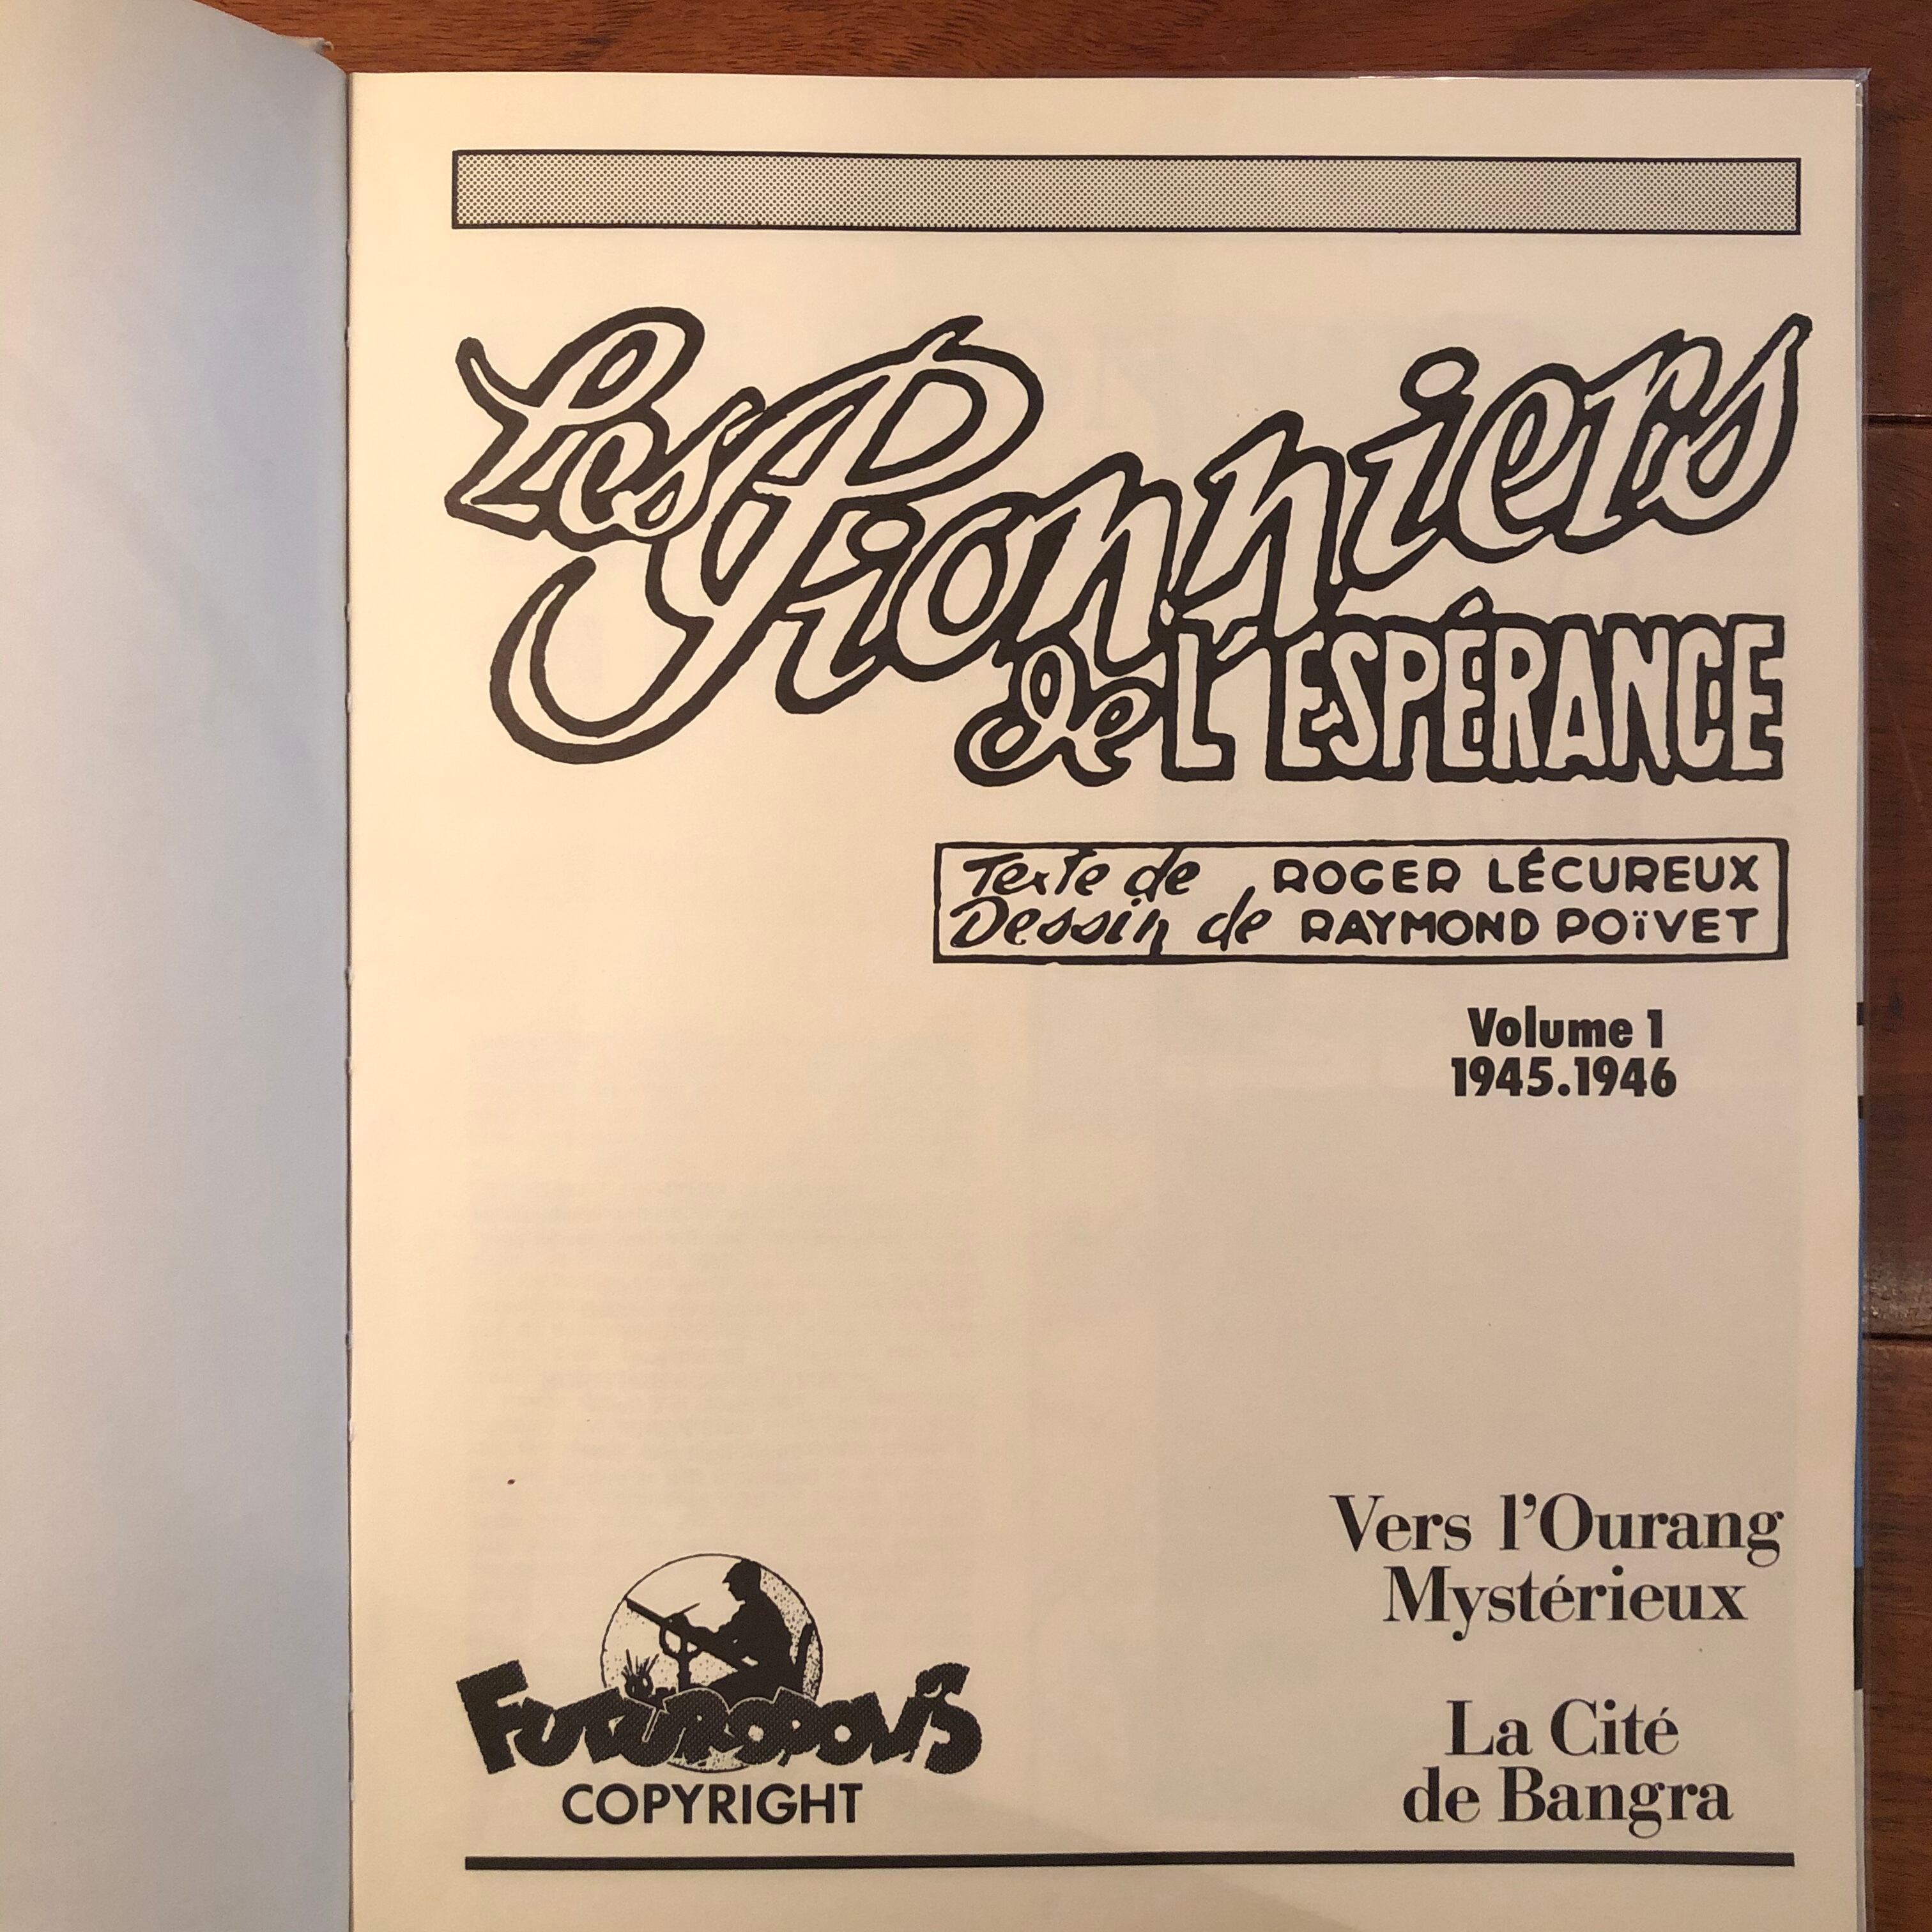 Les Pionniers
de L'ESPÉRANCE
Texte de ROGER LÉCUREUX
Dessin de RAYMOND POïVET
Volume 1
1945.1946
Vers l'Ourang
Mystérieux
La Cité
de Bangra
FUTUROPOLIS
COPYRIGHT